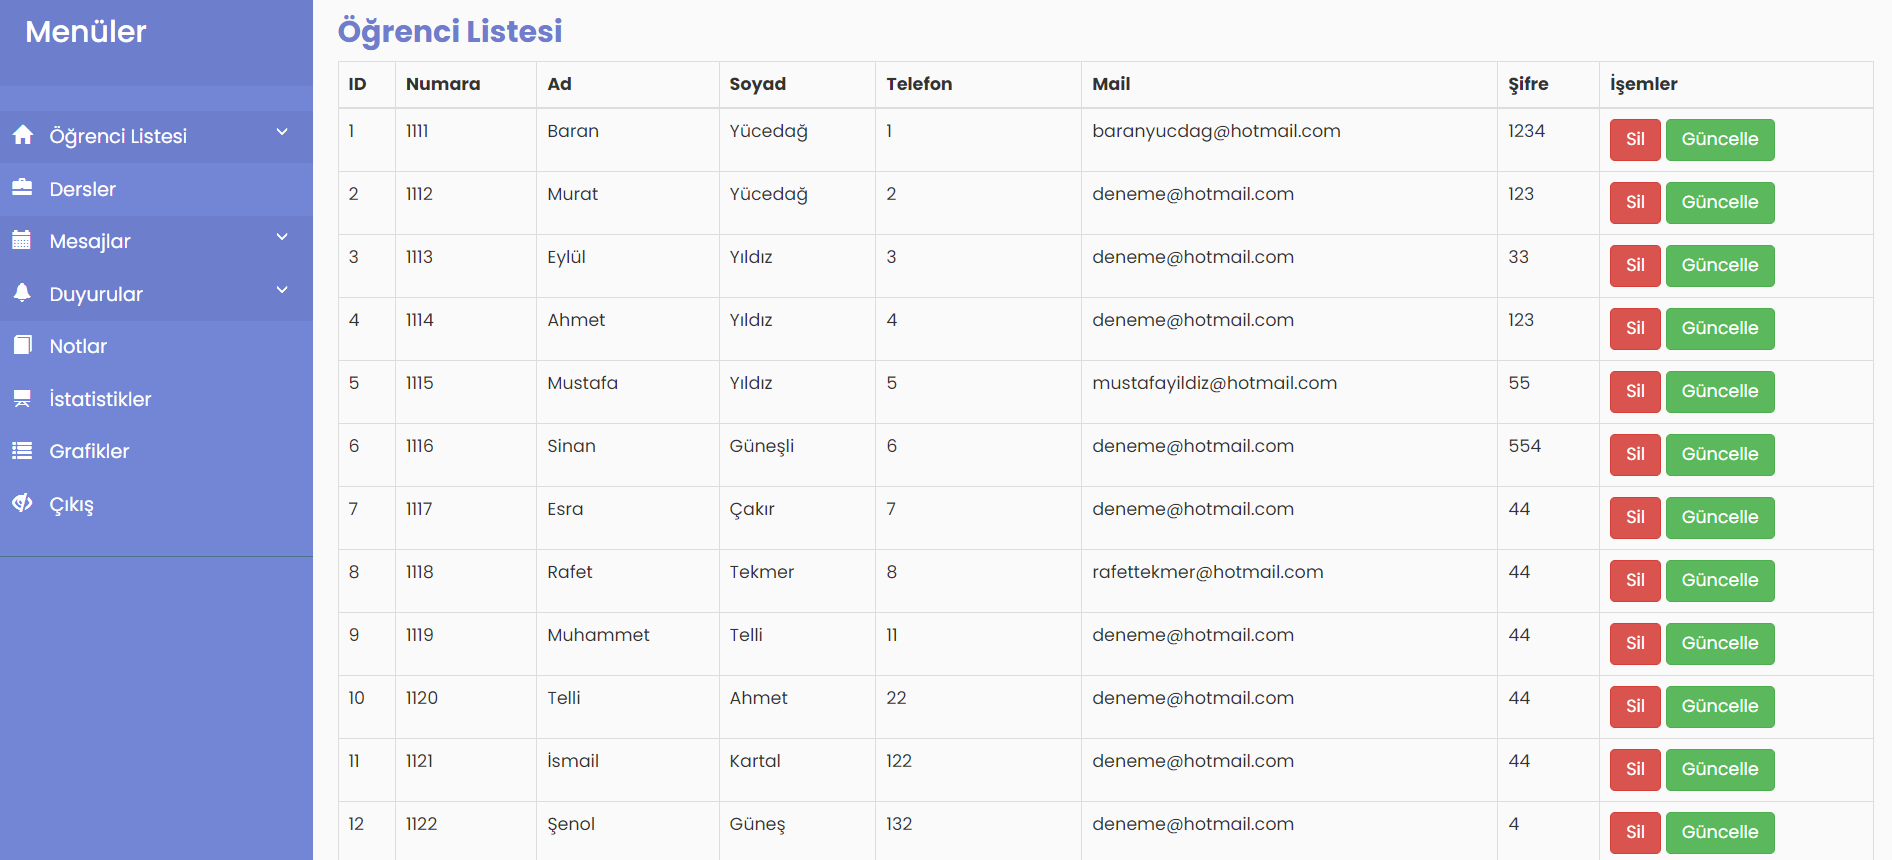 Menüler
Öğrenci Listesi
Dersler
Mesajlar
Duyurular
Notlar
İstatistikler
Grafikler
Çıkış
Öğrenci Listesi
ID Numara Ad Soyad Telefon Mail Şifre İşemler
1 1111 Baran Yücedağ 1 baranyucdag@hotmail.com 1234 Sil Güncelle
2 1112 Murat Yücedağ 2 deneme@hotmail.com 123 Sil Güncelle
3 1113 Eylül Yıldız 3 deneme@hotmail.com 33 Sil Güncelle
4 1114 Ahmet Yıldız 4 deneme@hotmail.com 123 Sil Güncelle
5 1115 Mustafa Yıldız 5 mustafayildiz@hotmail.com 55 Sil Güncelle
6 1116 Sinan Güneşli 6 deneme@hotmail.com 554 Sil Güncelle
7 1117 Esra Çakır 7 deneme@hotmail.com 44 Sil Güncelle
8 1118 Rafet Tekmer 8 rafettekmer@hotmail.com 44 Sil Güncelle
9 1119 Muhammet Telli 11 deneme@hotmail.com 44 Sil Güncelle
10 1120 Telli Ahmet 22 deneme@hotmail.com 44 Sil Güncelle
11 1121 İsmail Kartal 122 deneme@hotmail.com 44 Sil Güncelle
12 1122 Şenol Güneş 132 deneme@hotmail.com 4 Sil Güncelle